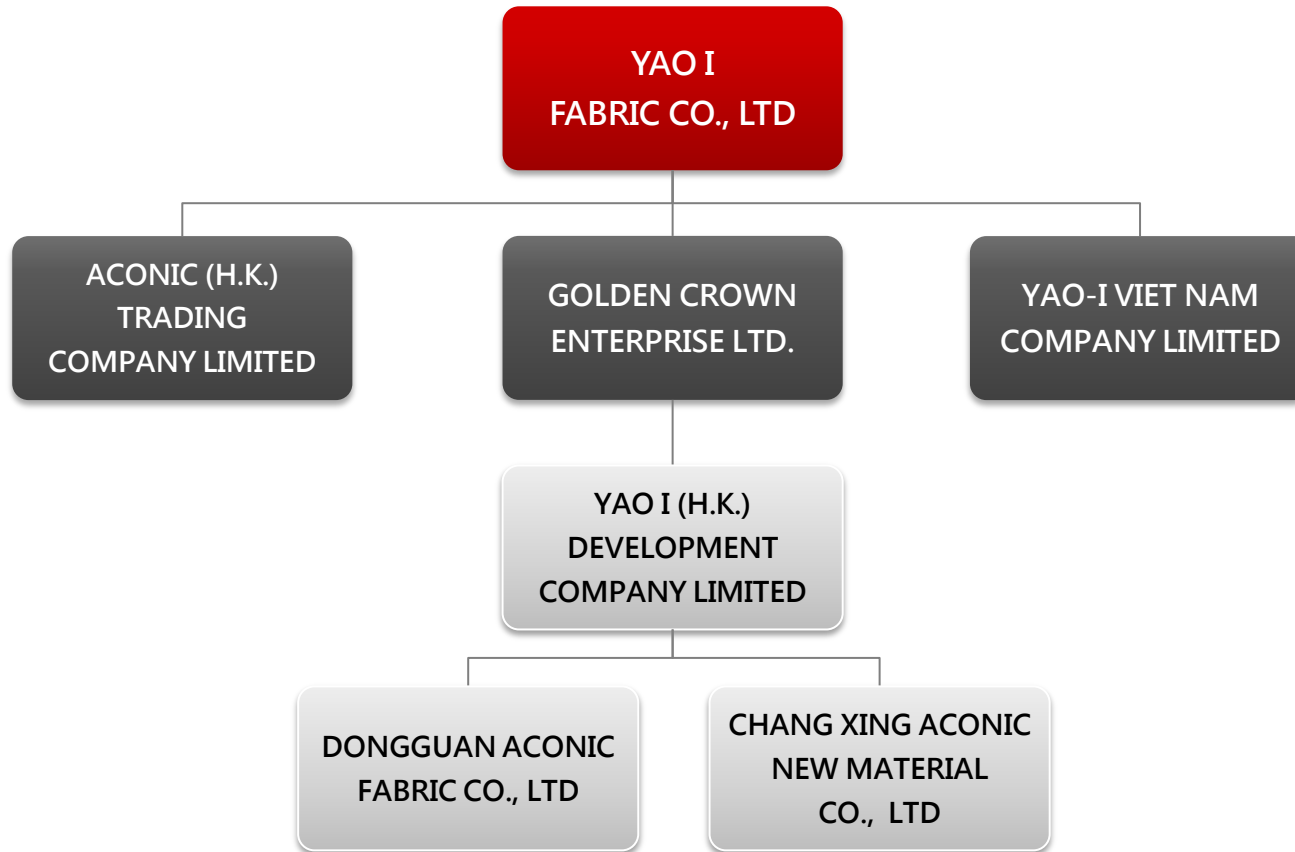 YAO I
FABRIC CO., LTD
ACONIC (H.K.)
TRADING
COMPANY LIMITED
GOLDEN CROWN
ENTERPRISE LTD.
YAO-I VIET NAM
COMPANY LIMITED
YAO I (H.K.)
DEVELOPMENT
COMPANY LIMITED
DONGGUAN ACONIC
FABRIC CO., LTD
CHANG XING ACONIC
NEW MATERIAL
CO., LTD